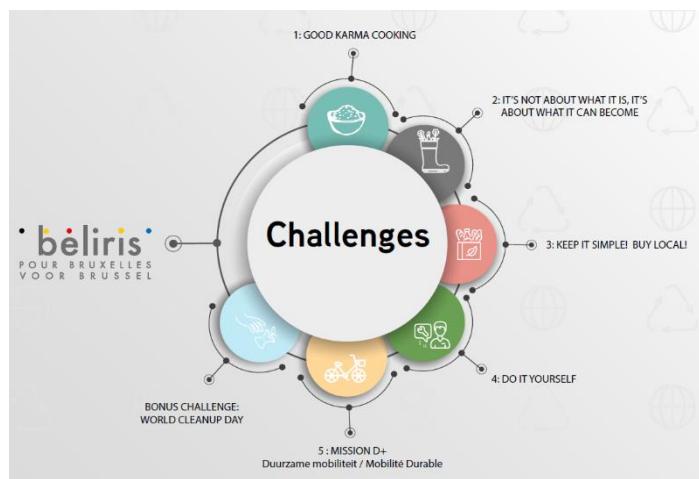 1: GOOD KARMA COOKING
2: IT'S NOT ABOUT WHAT IT IS, IT'S
ABOUT WHAT IT CAN BECOME
Challenges
beliris
POUR BRUXELLES
VOOR BRUSSEL
3: KEEP IT SIMPLE! BUY LOCAL!
4: DO IT YOURSELF
BONUS CHALLENGE:
WORLD CLEANUP DAY
5 : MISSION D+
Duurzame mobiliteit / Mobilité Durable